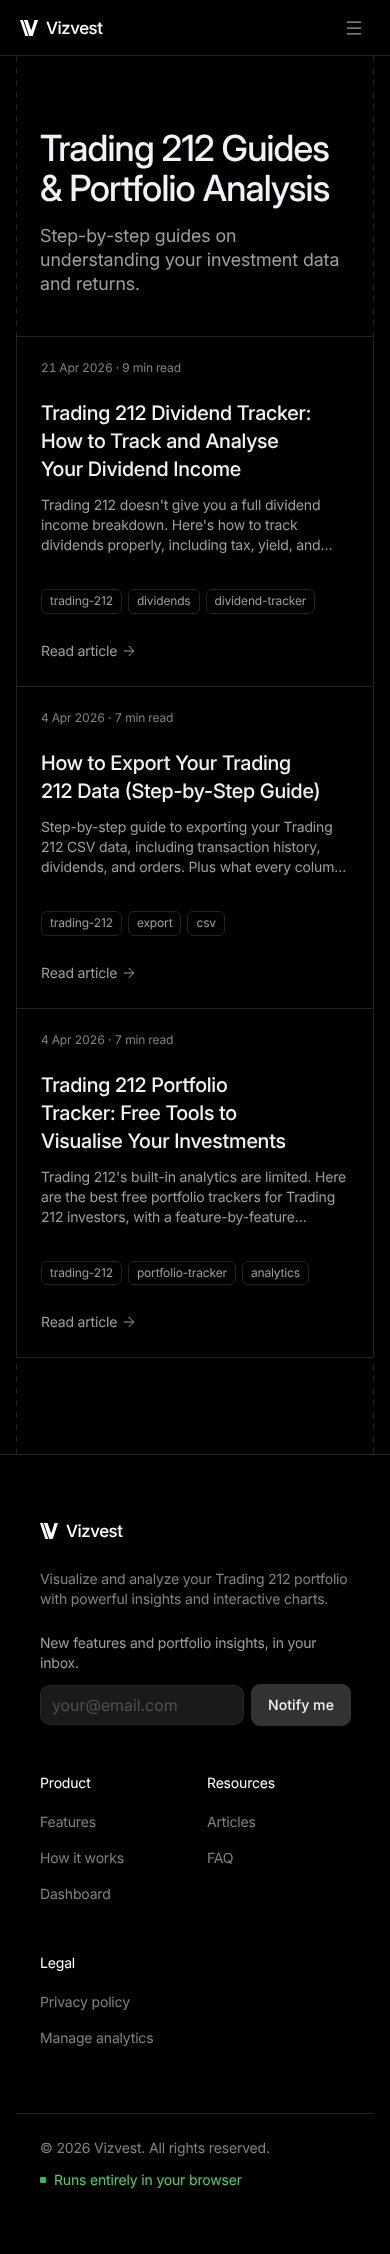 Vizvest
Trading 212 Guides
& Portfolio Analysis
Step-by-step guides on
understanding your investment data
and returns.
21 Apr 2026 · 9 min read
Trading 212 Dividend Tracker:
How to Track and Analyse
Your Dividend Income
Trading 212 doesn't give you a full dividend
income breakdown. Here's how to track
dividends properly, including tax, yield, and...
trading-212 dividends dividend-tracker
Read article →
4 Apr 2026 · 7 min read
How to Export Your Trading
212 Data (Step-by-Step Guide)
Step-by-step guide to exporting your Trading
212 CSV data, including transaction history,
dividends, and orders. Plus what every colum...
trading-212 export csv
Read article →
4 Apr 2026 · 7 min read
Trading 212 Portfolio
Tracker: Free Tools to
Visualise Your Investments
Trading 212's built-in analytics are limited. Here
are the best free portfolio trackers for Trading
212 investors, with a feature-by-feature...
trading-212 portfolio-tracker analytics
Read article →
Vizvest
Visualize and analyze your Trading 212 portfolio
with powerful insights and interactive charts.
New features and portfolio insights, in your
inbox.
your@email.com Notify me
Product Resources
Features Articles
How it works FAQ
Dashboard
Legal
Privacy policy
Manage analytics
© 2026 Vizvest. All rights reserved.
Runs entirely in your browser